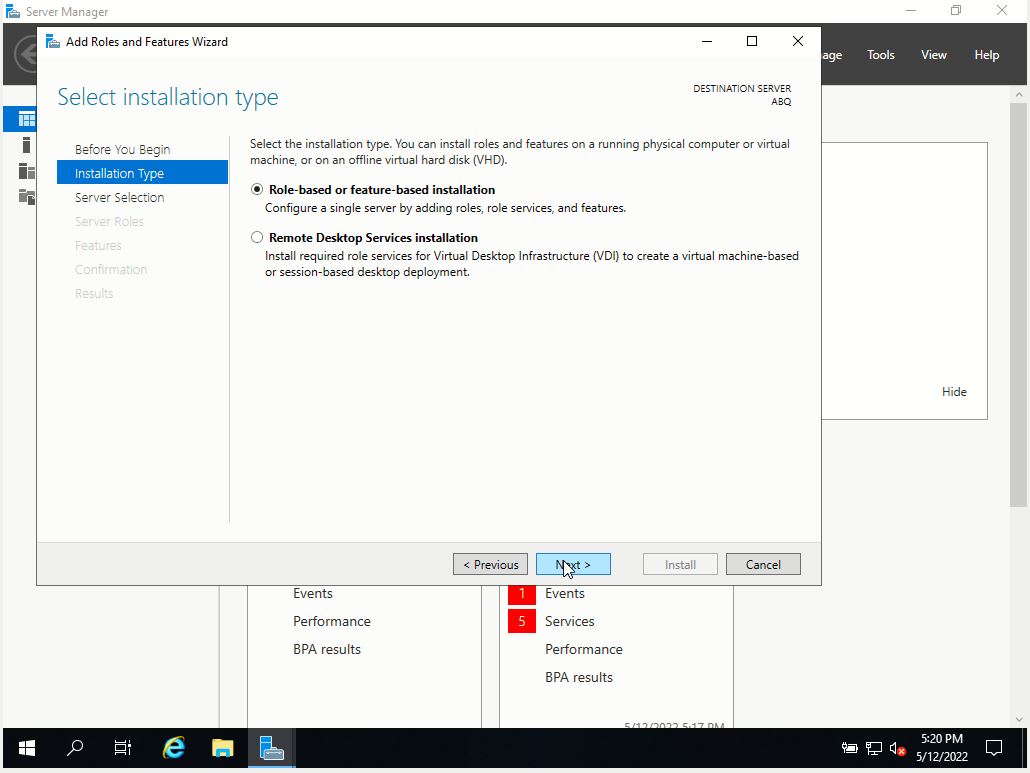 Server Manager
Add Roles and Features Wizard
Tools
View
Help
Select installation type
DESTINATION SERVER
ABQ
Before You Begin
Installation Type
Server Selection
Server Roles
Features
Confirmation
Results
Select the installation type. You can install roles and features on a running physical computer or virtual
machine, or on an offline virtual hard disk (VHD).
Role-based or feature-based installation
Configure a single server by adding roles, role services, and features.
Remote Desktop Services installation
Install required role services for Virtual Desktop Infrastructure (VDI) to create a virtual machine-based
or session-based desktop deployment.
Hide
< Previous
Next >
Install
Cancel
Events
Performance
BPA results
1 Events
5 Services
Performance
BPA results
5/12/2022 5:17 PM
5:20 PM
5/12/2022